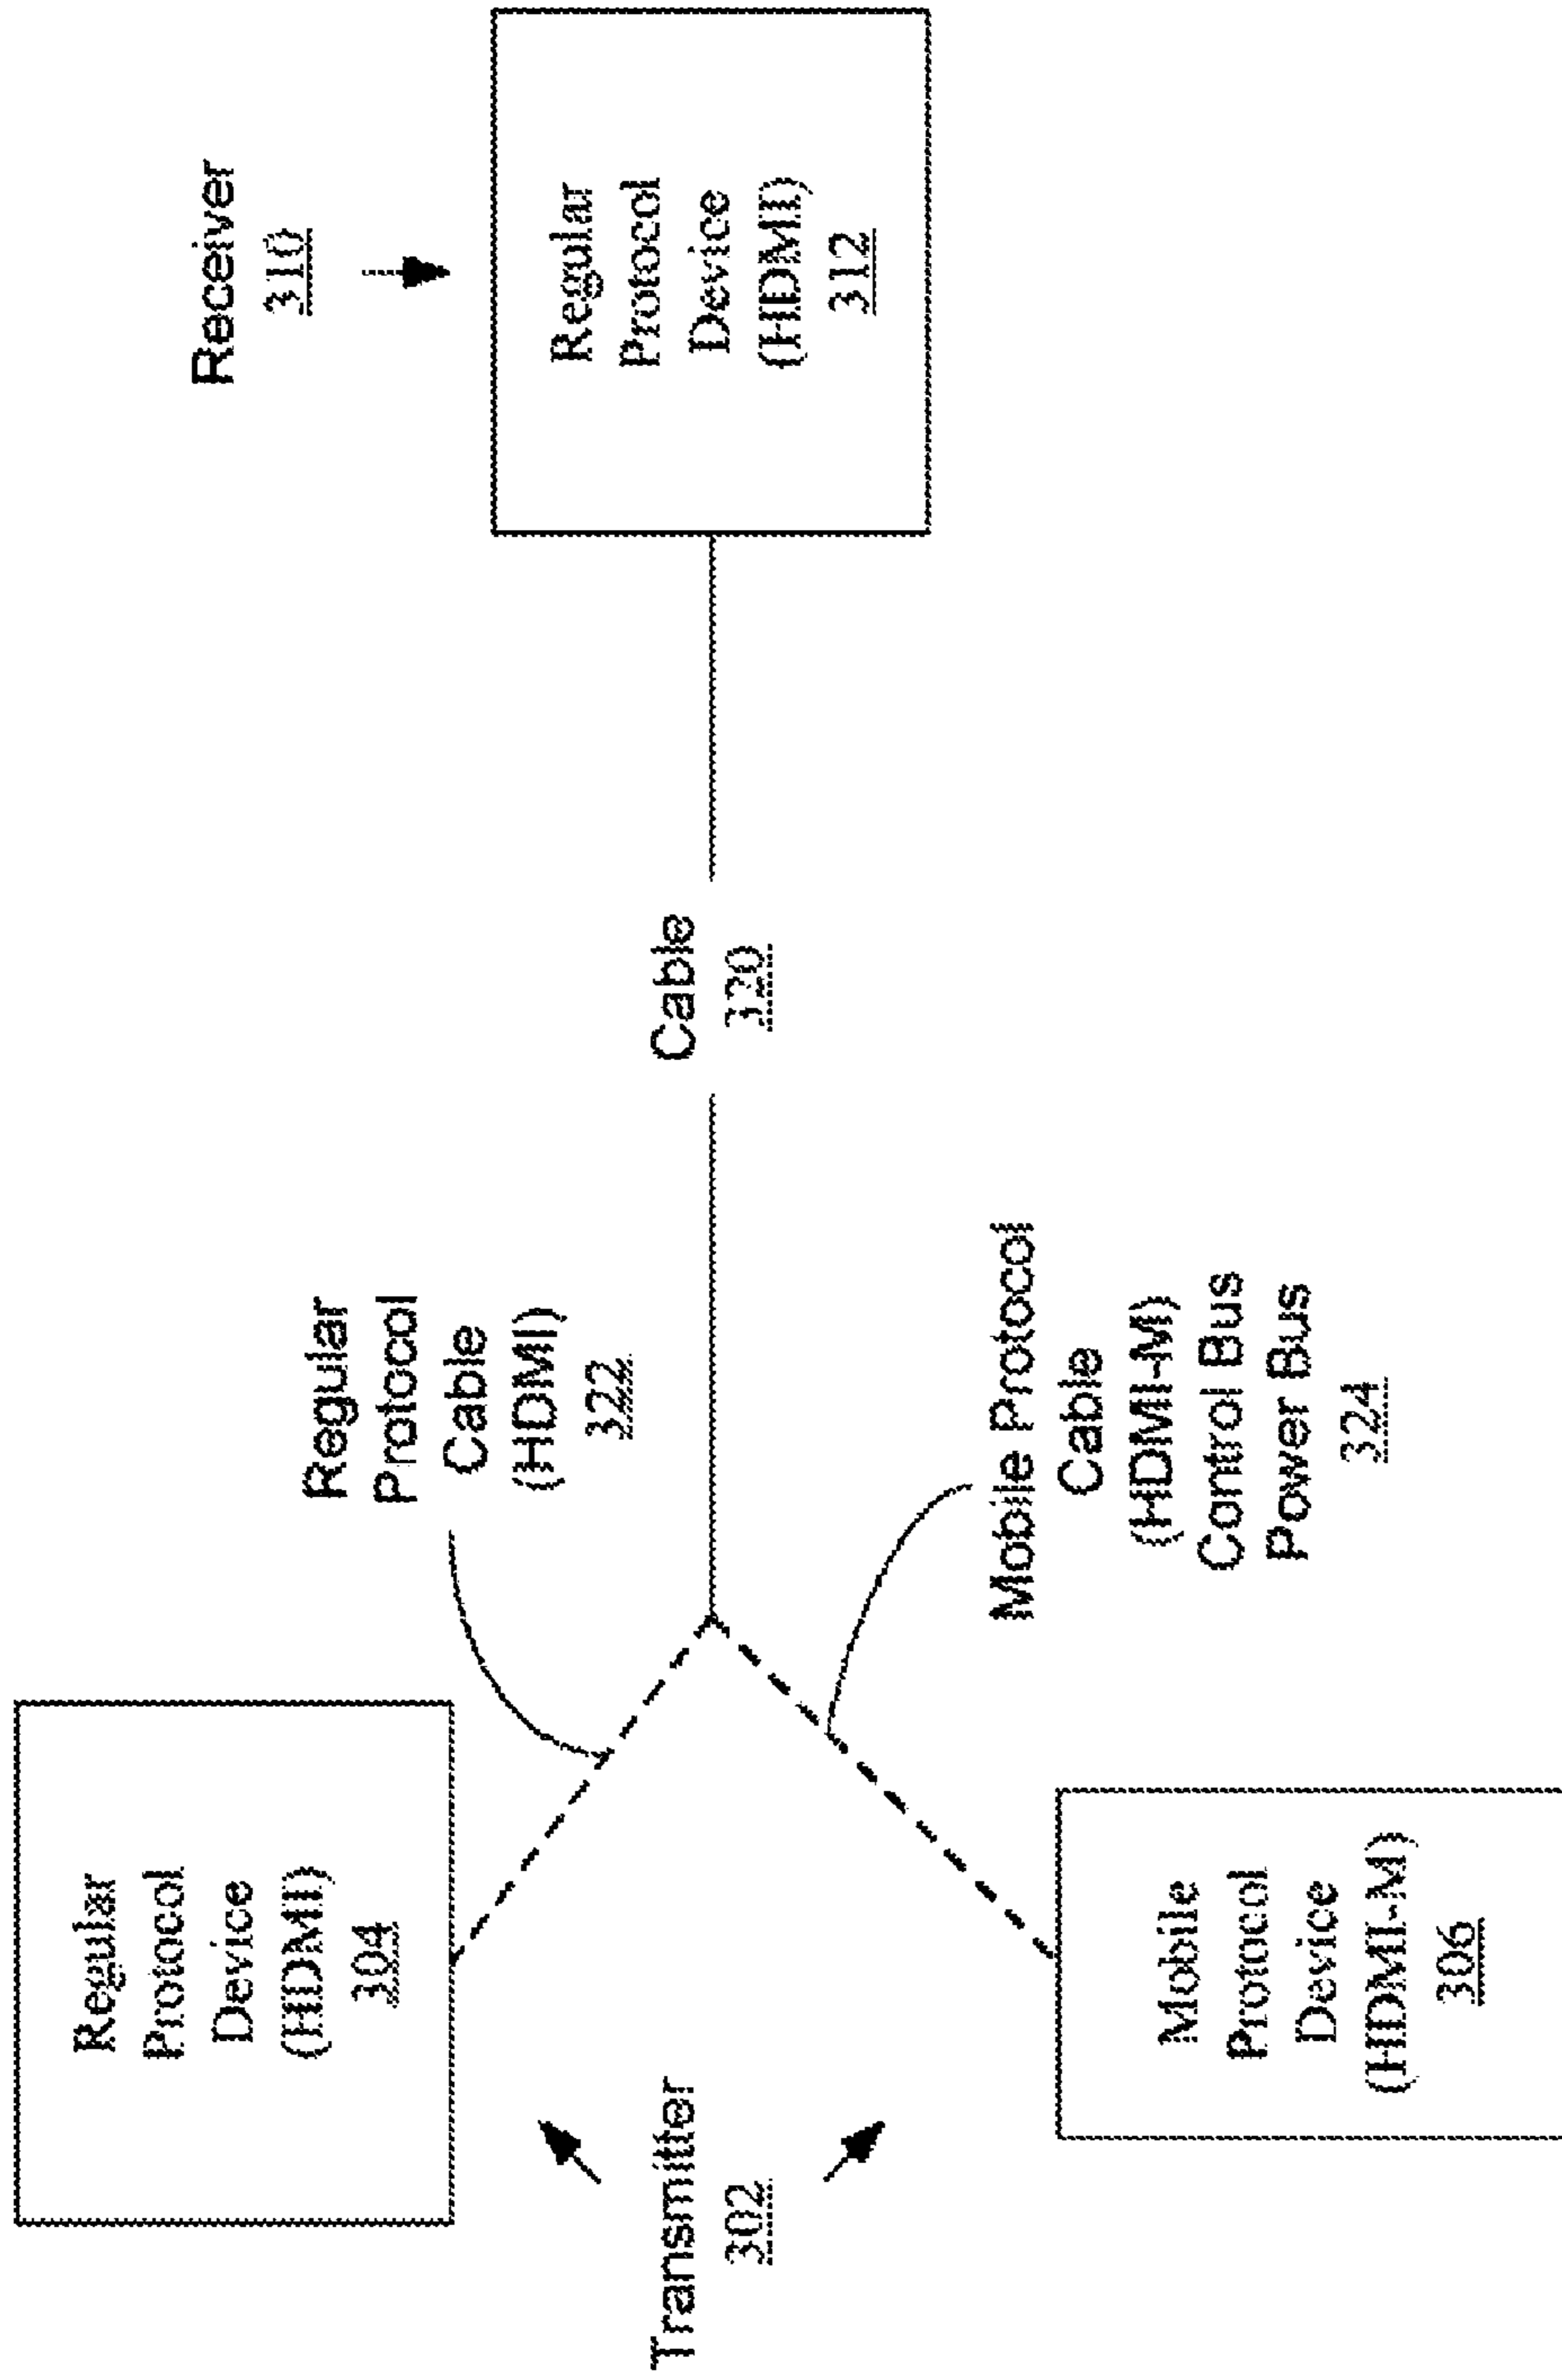 Regular
Protocol
Device
(HDMI)
304
Transmitter
302
Mobile
Protocol
Device
(HDMI-M)
306
Regular
Protocol
Cable
(HDMI)
322
Mobile Protocol
Cable
(HDMI-M)
Control Bus
Power Bus
324
Cable
320
Receiver
310
Regular
Protocol
Device
(HDMI)
312